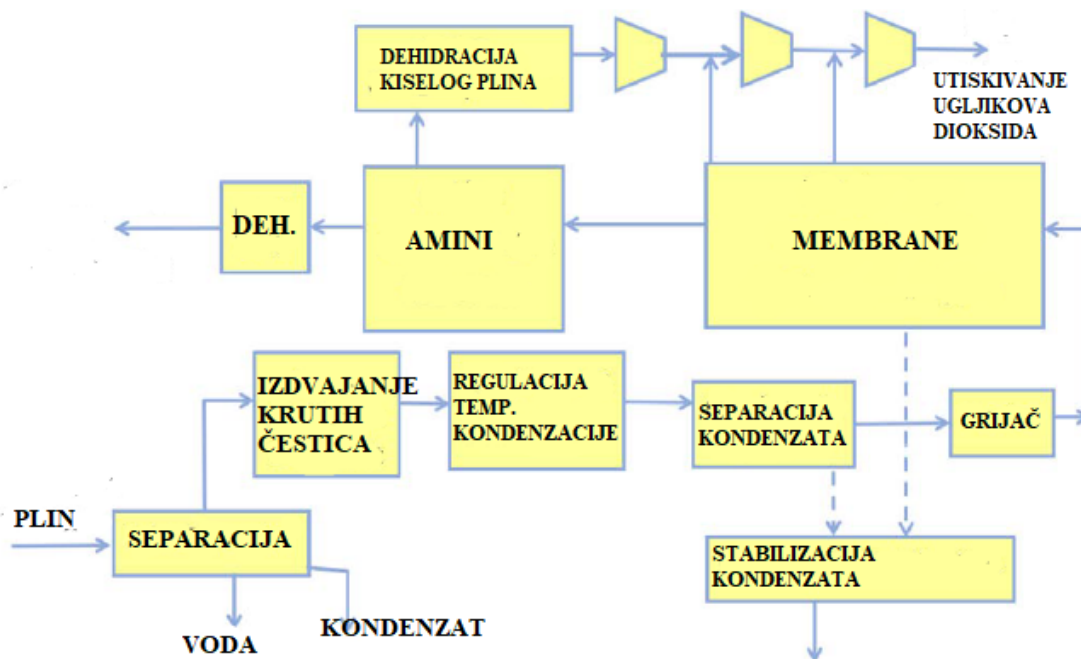 DEHIDRACIJA
KISELOG PLINA
UTISKIVANJE
UGLJIKOVA
DIOKSIDA
DEH.
AMINI
MEMBRANE
IZDVAJANJE
KRUTIH
ČESTICA
REGULACIJA
TEMP.
KONDENZACIJE
SEPARACIJA
KONDENZATA
GRIJAČ
PLIN
SEPARACIJA
STABILIZACIJA
KONDENZATA
VODA
KONDENZAT